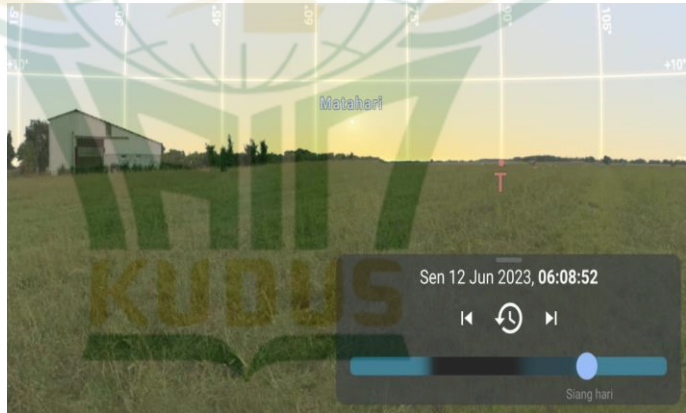 15° 30° 45° 60° 75° 90° 105°
+10° +10°
Matahari
T
KUDUS
Sen 12 Jun 2023, 06:08:52
Siang hari